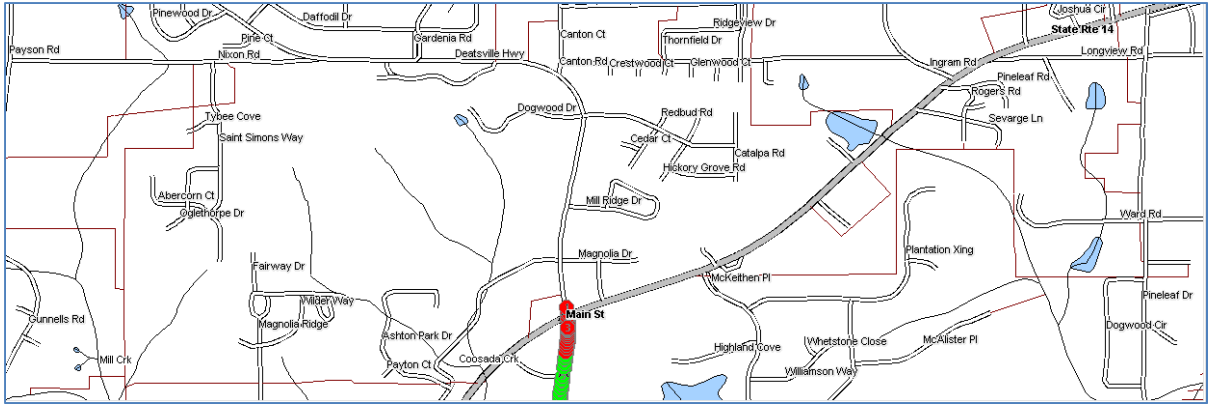 Joshua Cir
Pinewood Dr
Daffodil Dr
Ridgeview Dr
State Rte 14
Pine Ct
Gardenia Rd
Canton Ct
Thornfield Dr
Payson Rd
Nixon Rd
Deatsville Hwy
Longview Rd
Canton Rd
Crestwood Ct
Glenwood Ct
Ingram Rd
Pineleaf Rd
Rogers Rd
Dogwood Dr
Redbud Rd
Tybee Cove
Sevarge Ln
Saint Simons Way
Cedar Ct
Catalpa Rd
Hickory Grove Rd
Abercorn Ct
Mill Ridge Dr
Oglethorpe Dr
Ward Rd
Magnolia Dr
Plantation Xing
Fairway Dr
McKeithen Pl
Wilder Way
Pineleaf Dr
Main St
Gunnells Rd
Magnolia Ridge
3
Dogwood Cir
Ashton Park Dr
Whetstone Close
McAlister Pl
Highland Cove
Mill Crk
Payton Ct
Coosada Crk
Williamson Way